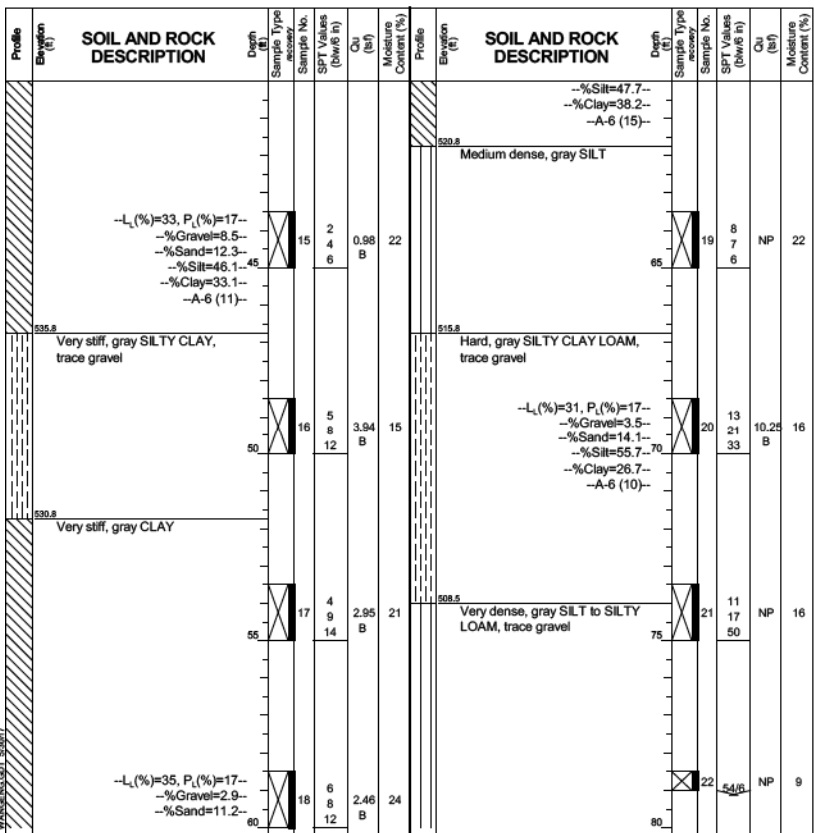 Profile
Elevation (ft)
SOIL AND ROCK DESCRIPTION
Depth (ft)
Sample Type recovery
Sample No.
SPT Values (blw/6 in)
Qu (tsf)
Moisture Content (%)
--LL(%)=33, PL(%)=17--
--%Gravel=8.5--
--%Sand=12.3--
--%Silt=46.1--
45
--%Clay=33.1--
--A-6 (11)--
15
2
4
6
0.98
B
22
535.8
Very stiff, gray SILTY CLAY,
trace gravel
50
16
5
8
12
3.94
B
15
530.8
Very stiff, gray CLAY
55
17
4
9
14
2.95
B
21
--LL(%)=35, PL(%)=17--
--%Gravel=2.9--
--%Sand=11.2--
60
18
6
8
12
2.46
B
24
Profile
Elevation (ft)
SOIL AND ROCK DESCRIPTION
Depth (ft)
Sample Type recovery
Sample No.
SPT Values (blw/6 in)
Qu (tsf)
Moisture Content (%)
--%Silt=47.7--
--%Clay=38.2--
--A-6 (15)--
520.8
Medium dense, gray SILT
65
19
8
7
6
NP
22
515.8
Hard, gray SILTY CLAY LOAM,
trace gravel
--LL(%)=31, PL(%)=17--
--%Gravel=3.5--
--%Sand=14.1--
--%Silt=55.7--
70
--%Clay=26.7--
--A-6 (10)--
20
13
21
33
10.25
B
16
508.5
Very dense, gray SILT to SILTY
LOAM, trace gravel
75
21
11
17
50
NP
16
22
54/6
NP
9
80